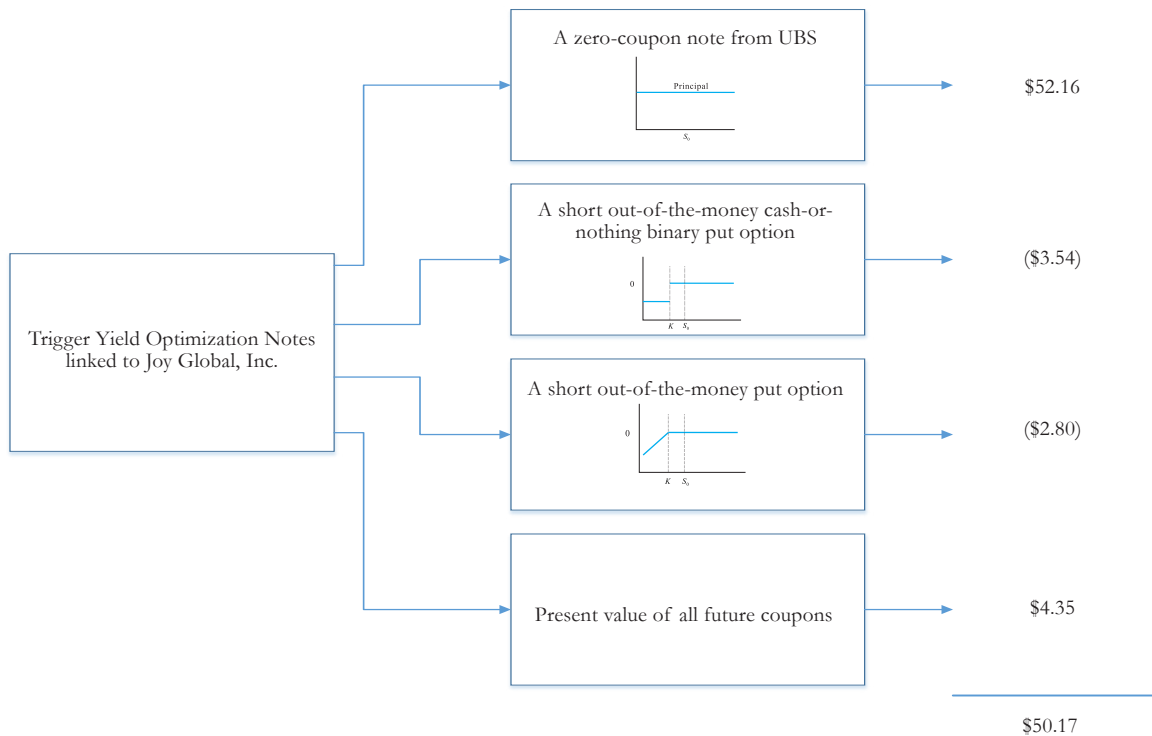 A zero-coupon note from UBS
Principal
S₀
$52.16
A short out-of-the-money cash-or-
nothing binary put option
0
K S₀
($3.54)
Trigger Yield Optimization Notes
linked to Joy Global, Inc.
A short out-of-the-money put option
0
K S₀
($2.80)
Present value of all future coupons
$4.35
$50.17